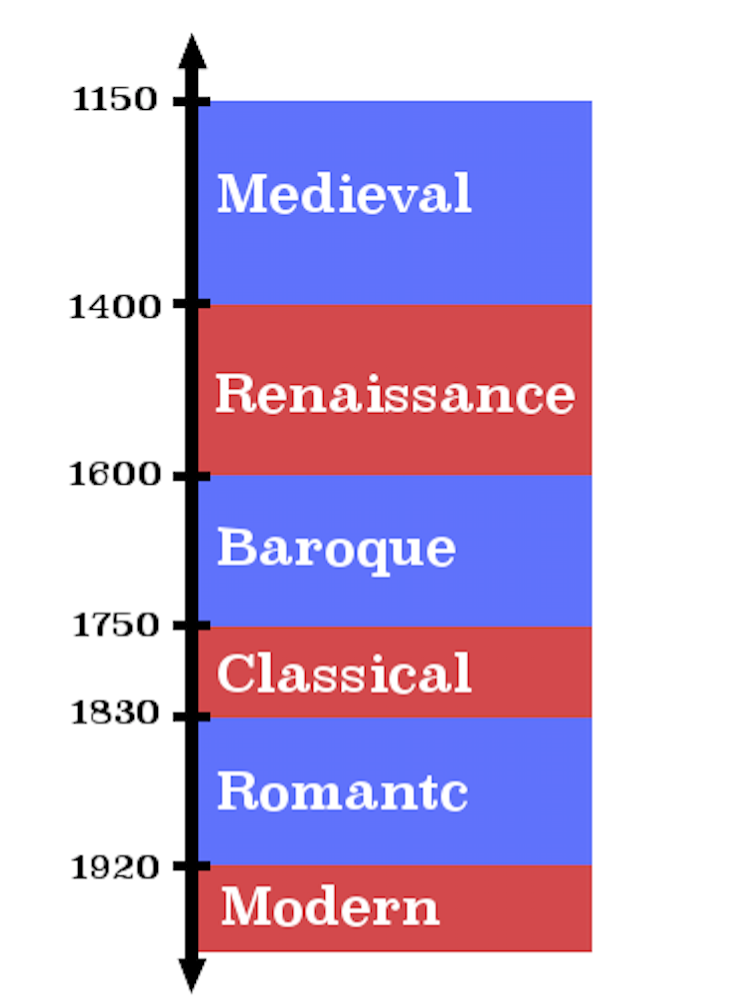 1150
Medieval
1400
Renaissance
1600
Baroque
1750
Classical
1830
Romantc
1920
Modern